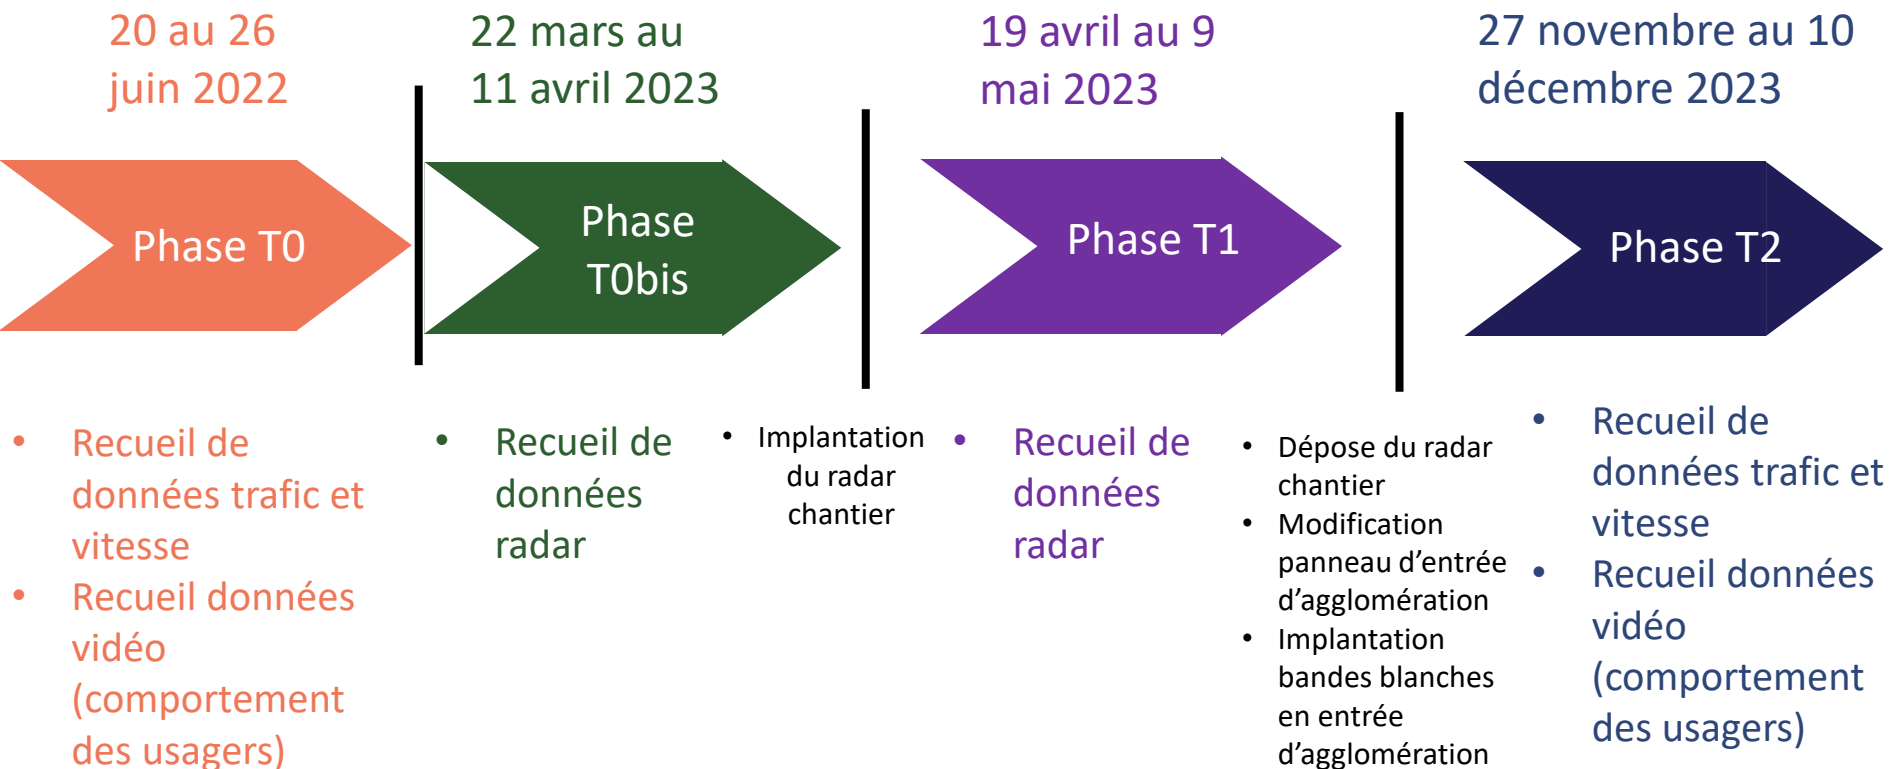 20 au 26
juin 2022
22 mars au
11 avril 2023
19 avril au 9
mai 2023
27 novembre au 10
décembre 2023
Phase T0
Phase
T0bis
Phase T1
Phase T2
• Recueil de
données trafic et
vitesse
• Recueil données
vidéo
(comportement
des usagers)
• Recueil de
données
radar
• Implantation
du radar
chantier
• Recueil de
données
radar
• Dépose du radar
chantier
• Modification
panneau d’entrée
d’agglomération
• Implantation
bandes blanches
en entrée
d’agglomération
• Recueil de
données trafic et
vitesse
• Recueil données
vidéo
(comportement
des usagers)